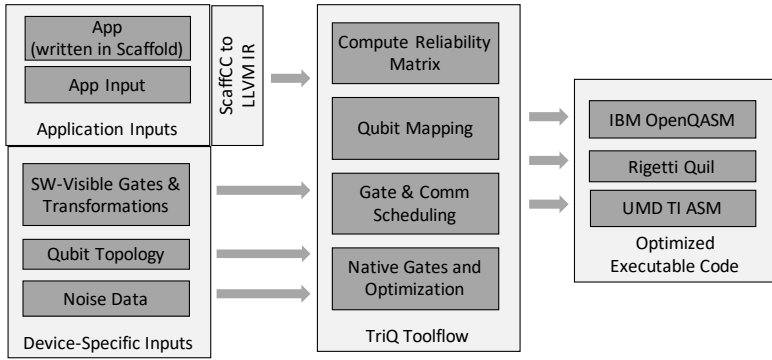 App
(written in Scaffold)
App Input
Application Inputs
ScaffCC to
LLVM IR
SW-Visible Gates &
Transformations
Qubit Topology
Noise Data
Device-Specific Inputs
Compute Reliability
Matrix
Qubit Mapping
Gate & Comm
Scheduling
Native Gates and
Optimization
TriQ Toolflow
IBM OpenQASM
Rigetti Quil
UMD TI ASM
Optimized
Executable Code